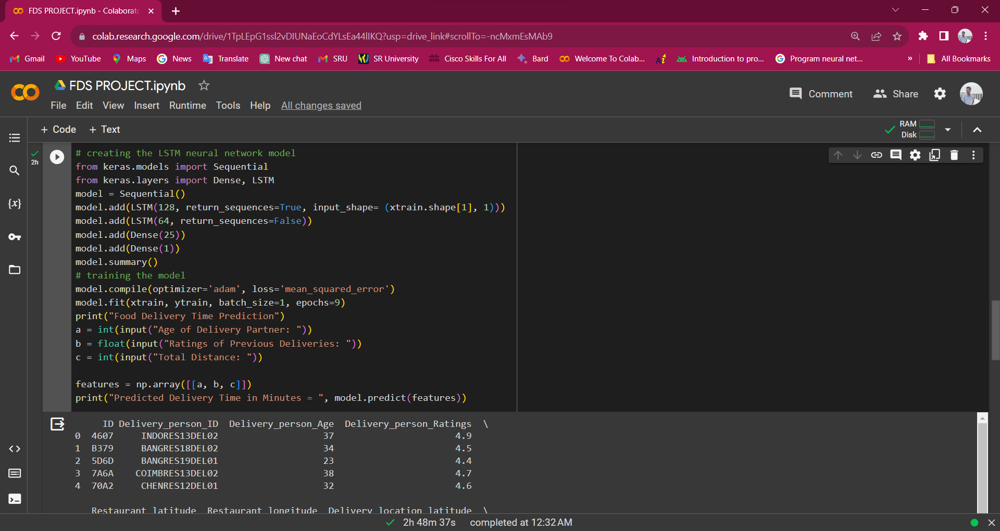 FDS PROJECT.ipynb - Colaborat
colab.research.google.com/drive/1TpLEpG1ssl2vDIUNaEoCdYLsEa44lIKQ?usp=drive_link#scrollTo=-ncMxmEsMAb9
Gmail YouTube Maps News Translate New chat SRU SR University Cisco Skills For All Bard Welcome To Colab... Introduction to pro... Program neural net... » All Bookmarks
FDS PROJECT.ipynb
Comment Share
File Edit View Insert Runtime Tools Help All changes saved
+ Code + Text
RAM
Disk
2h
# creating the LSTM neural network model
from keras.models import Sequential
from keras.layers import Dense, LSTM
model = Sequential()
model.add(LSTM(128, return_sequences=True, input_shape= (xtrain.shape[1], 1)))
model.add(LSTM(64, return_sequences=False))
model.add(Dense(25))
model.add(Dense(1))
model.summary()
# training the model
model.compile(optimizer='adam', loss='mean_squared_error')
model.fit(xtrain, ytrain, batch_size=1, epochs=9)
print("Food Delivery Time Prediction")
a = int(input("Age of Delivery Partner: "))
b = float(input("Ratings of Previous Deliveries: "))
c = int(input("Total Distance: "))
features = np.array([[a, b, c]])
print("Predicted Delivery Time in Minutes = ", model.predict(features))
ID Delivery_person_ID Delivery_person_Age Delivery_person_Ratings \
0 4607 INDORES13DEL02 37 4.9
1 B379 BANGRES18DEL02 34 4.5
2 5D6D BANGRES19DEL01 23 4.4
3 7A6A COIMBRES13DEL02 38 4.7
4 70A2 CHENRES12DEL01 32 4.6
Restaurant_latitude Restaurant_longitude Delivery_location_latitude \
2h 48m 37s completed at 12:32 AM